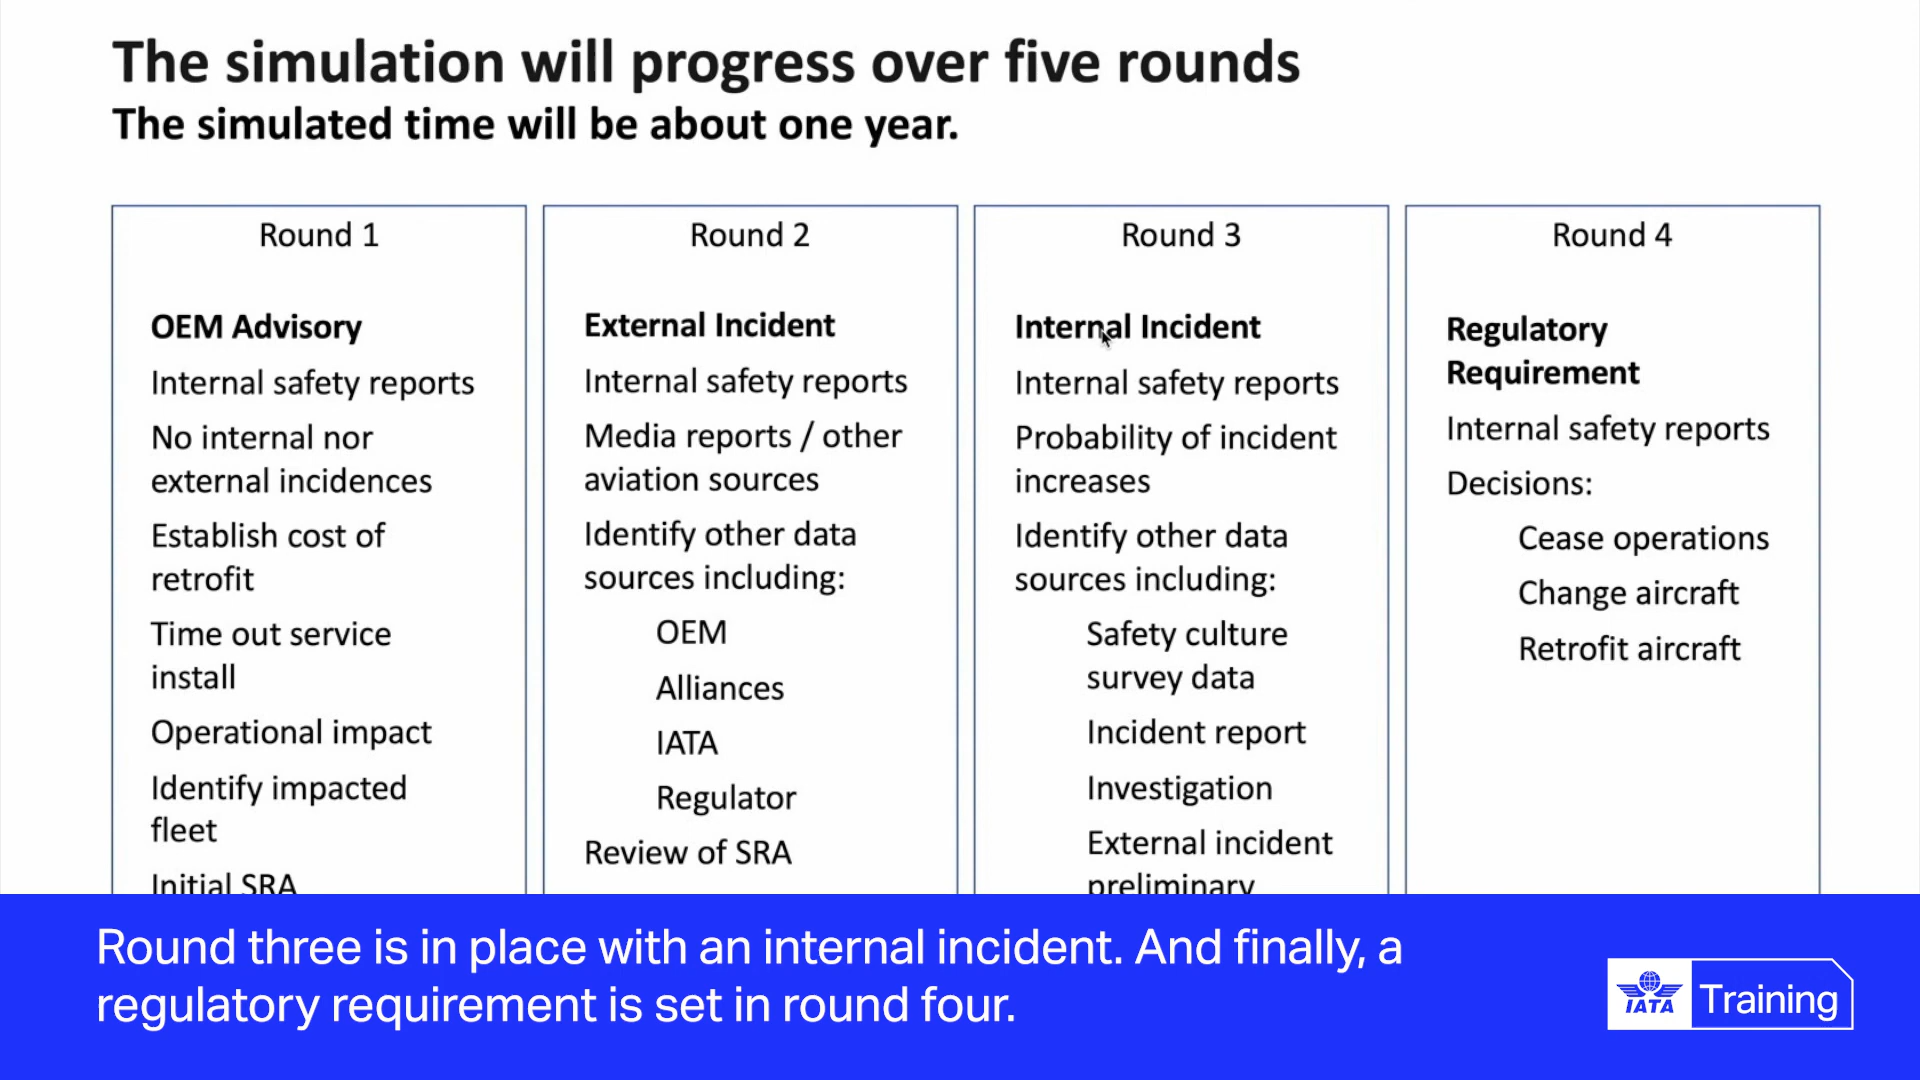 The simulation will progress over five rounds
The simulated time will be about one year.
Round 1
OEM Advisory
Internal safety reports
No internal nor
external incidences
Establish cost of
retrofit
Time out service
install
Operational impact
Identify impacted
fleet
Initial SRA
Round 2
External Incident
Internal safety reports
Media reports / other
aviation sources
Identify other data
sources including:
OEM
Alliances
IATA
Regulator
Review of SRA
Round 3
Internal Incident
Internal safety reports
Probability of incident
increases
Identify other data
sources including:
Safety culture
survey data
Incident report
Investigation
External incident
preliminary
Round 4
Regulatory
Requirement
Internal safety reports
Decisions:
Cease operations
Change aircraft
Retrofit aircraft
Round three is in place with an internal incident. And finally, a
regulatory requirement is set in round four.
IATA
Training